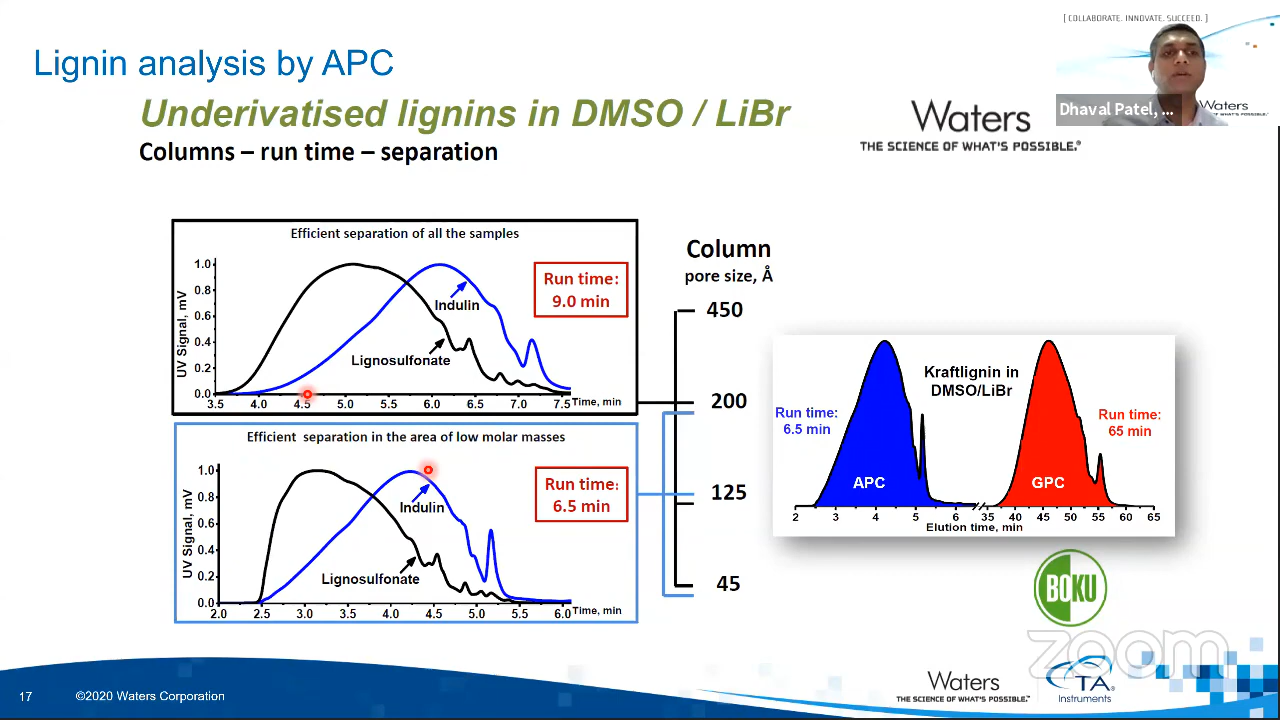 [ COLLABORATE. INNOVATE. SUCCEED. ]
Lignin analysis by APC
Underivatised lignins in DMSO / LiBr
Columns – run time – separation
Waters
THE SCIENCE OF WHAT'S POSSIBLE.®
Dhaval Patel, ...
Waters
Efficient separation of all the samples
UV Signal, mV
1.0
0.8
0.6
0.4
0.2
0.0
Indulin
Lignosulfonate
Run time:
9.0 min
3.5 4.0 4.5 5.0 5.5 6.0 6.5 7.0 7.5 Time, min
Efficient separation in the area of low molar masses
UV Signal, mV
1.0
0.8
0.6
0.4
0.2
0.0
Indulin
Lignosulfonate
Run time:
6.5 min
2.0 2.5 3.0 3.5 4.0 4.5 5.0 5.5 6.0 Time, min
Column
pore size, Å
450
200
125
45
Kraftlignin in
DMSO/LiBr
Run time:
6.5 min
Run time:
65 min
APC
GPC
2 3 4 5 6 35 40 45 50 55 60 65
Elution time, min
BOKU
zoom
17
©2020 Waters Corporation
Waters
THE SCIENCE OF WHAT'S POSSIBLE.™
TA
Instruments